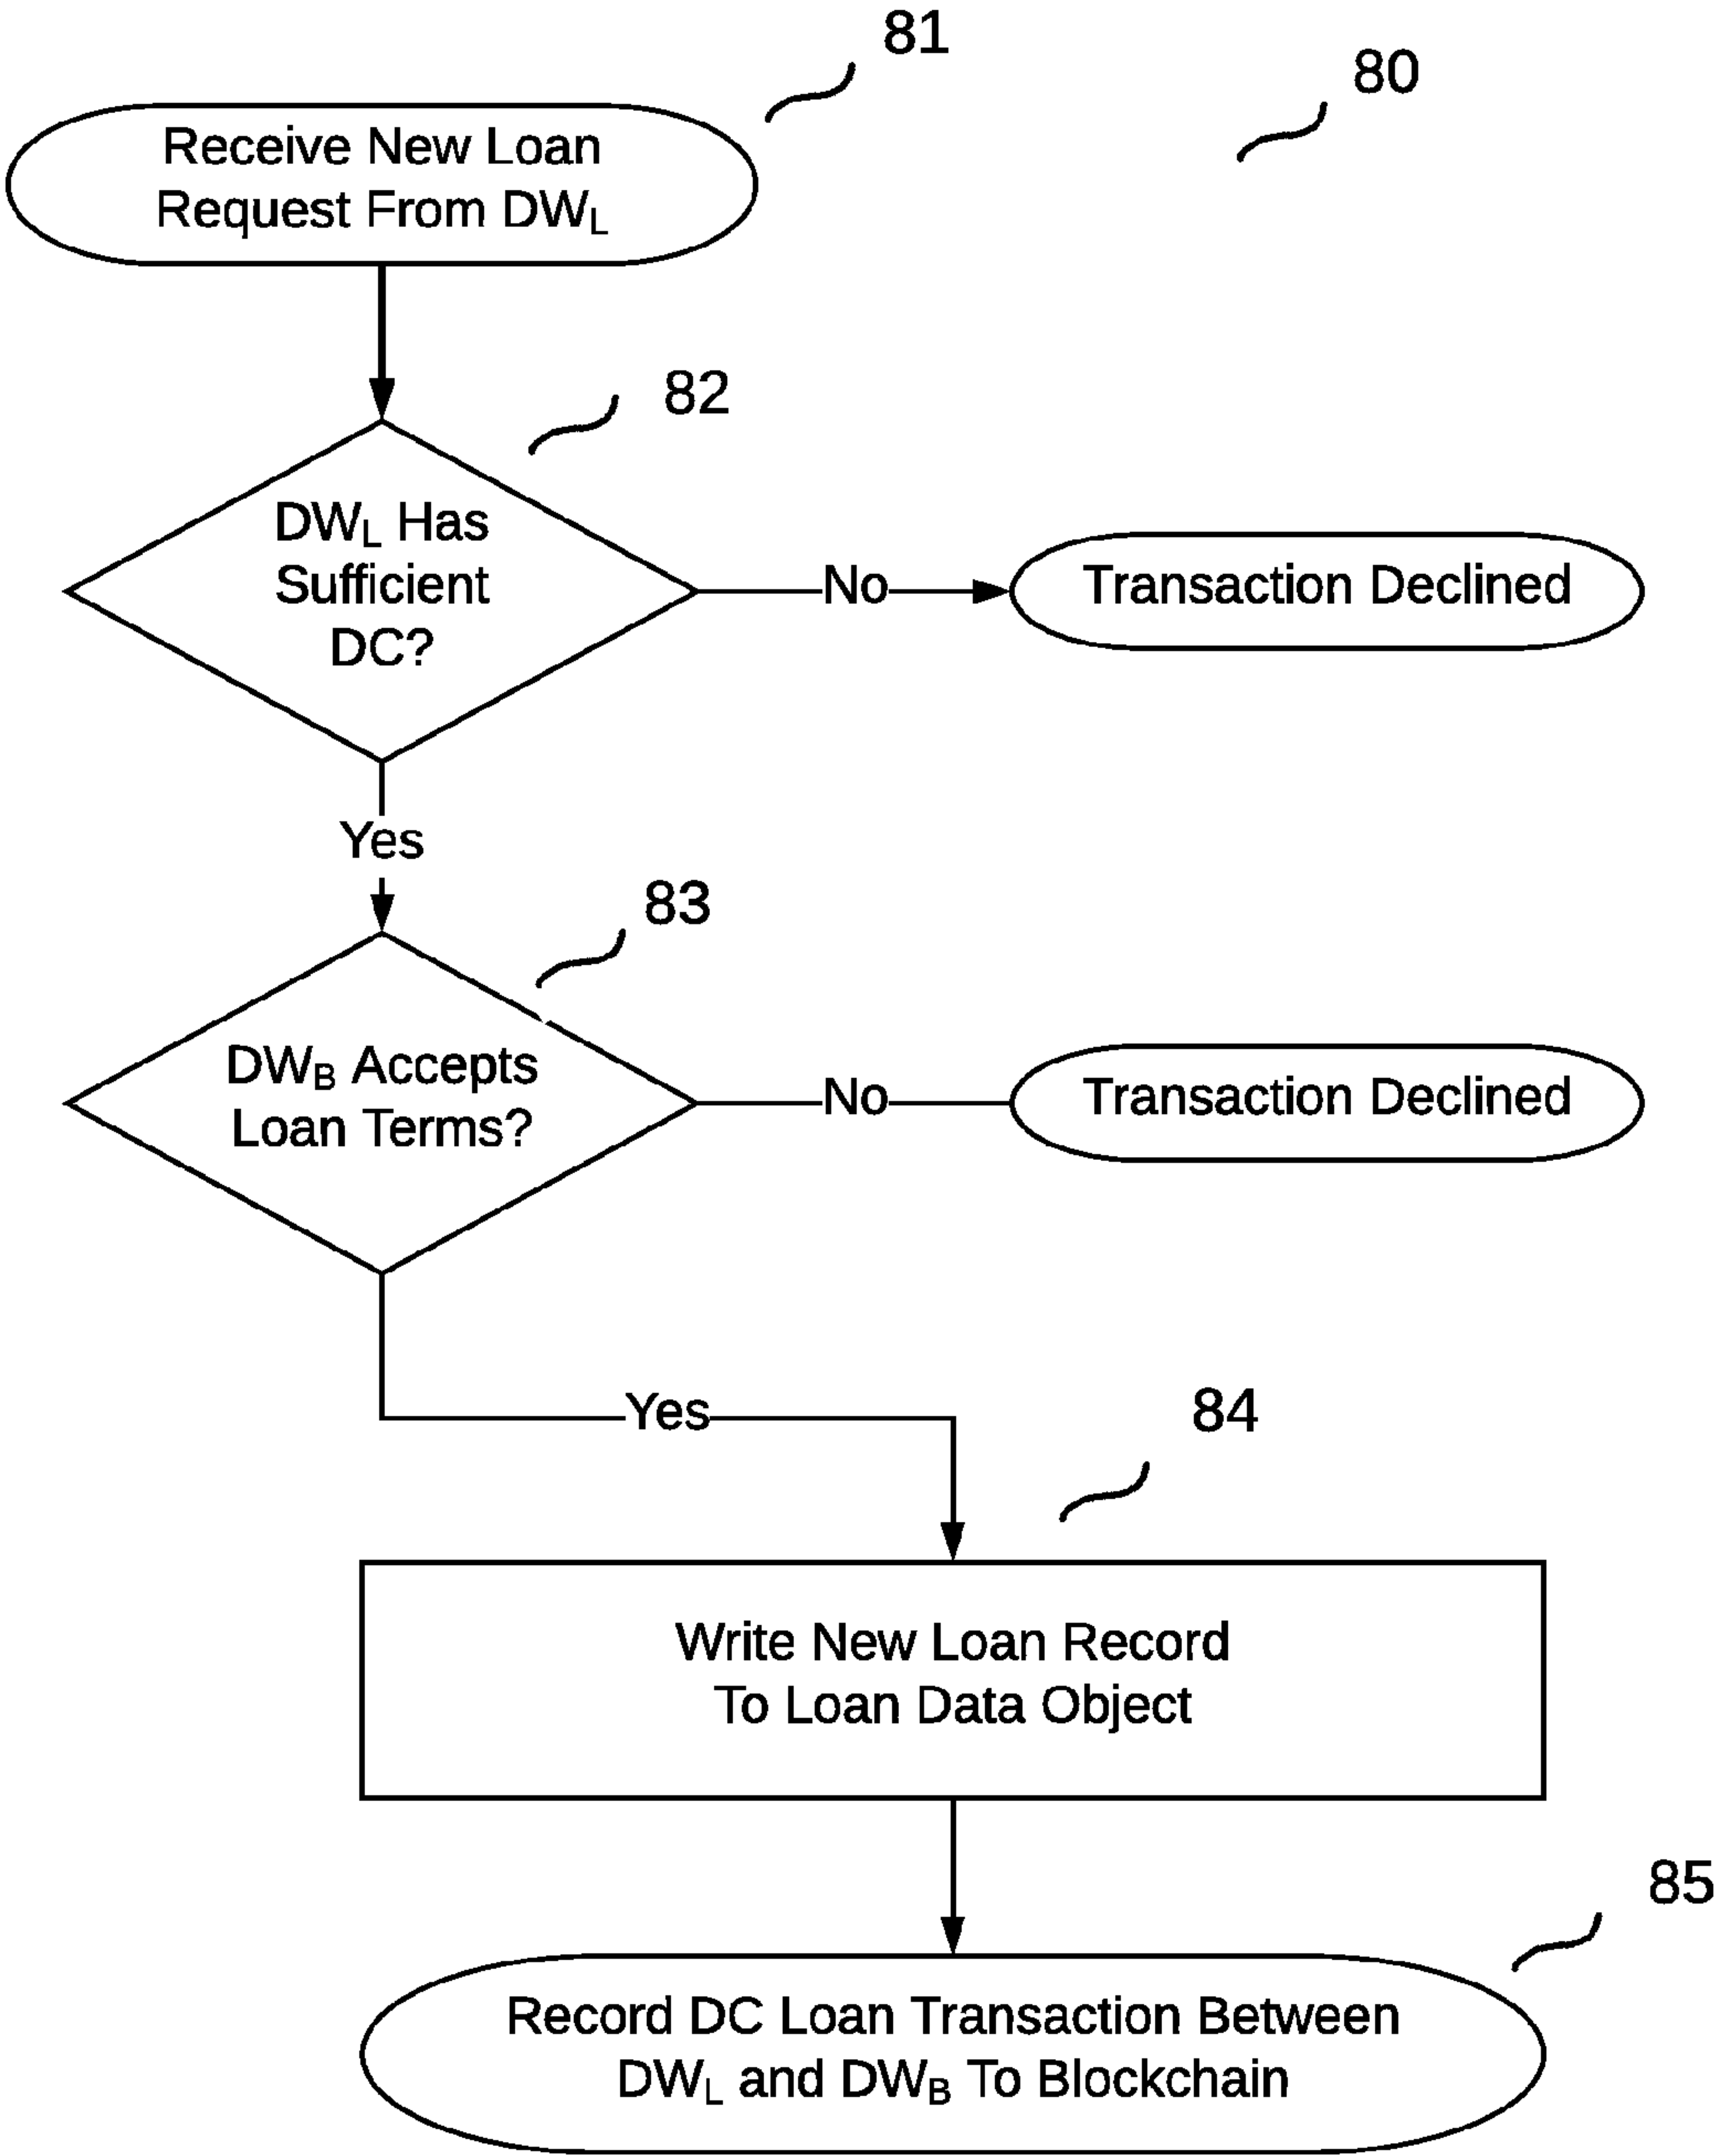 81
80
Receive New Loan
Request From DWL
82
DWL Has
Sufficient
DC?
No
Transaction Declined
Yes
83
DWB Accepts
Loan Terms?
No
Transaction Declined
Yes
84
Write New Loan Record
To Loan Data Object
85
Record DC Loan Transaction Between
DWL and DWB To Blockchain